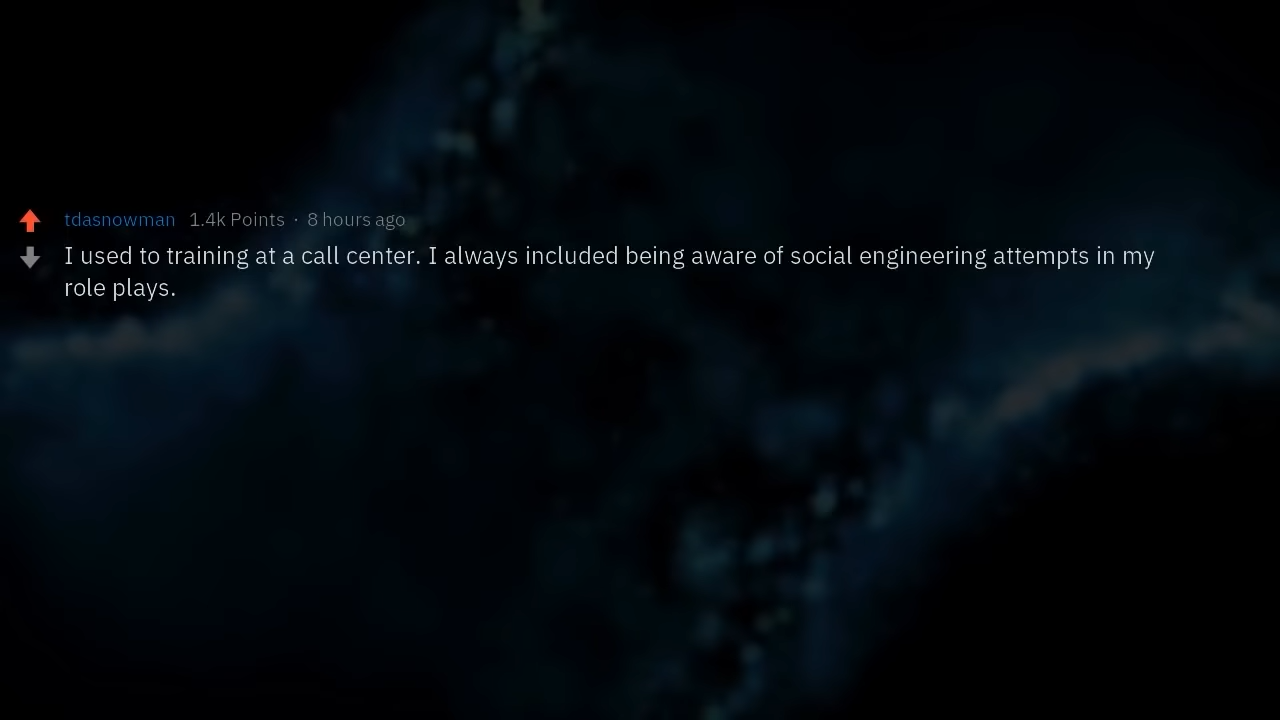 tdasnowman 1.4k Points · 8 hours ago
I used to training at a call center. I always included being aware of social engineering attempts in my
role plays.